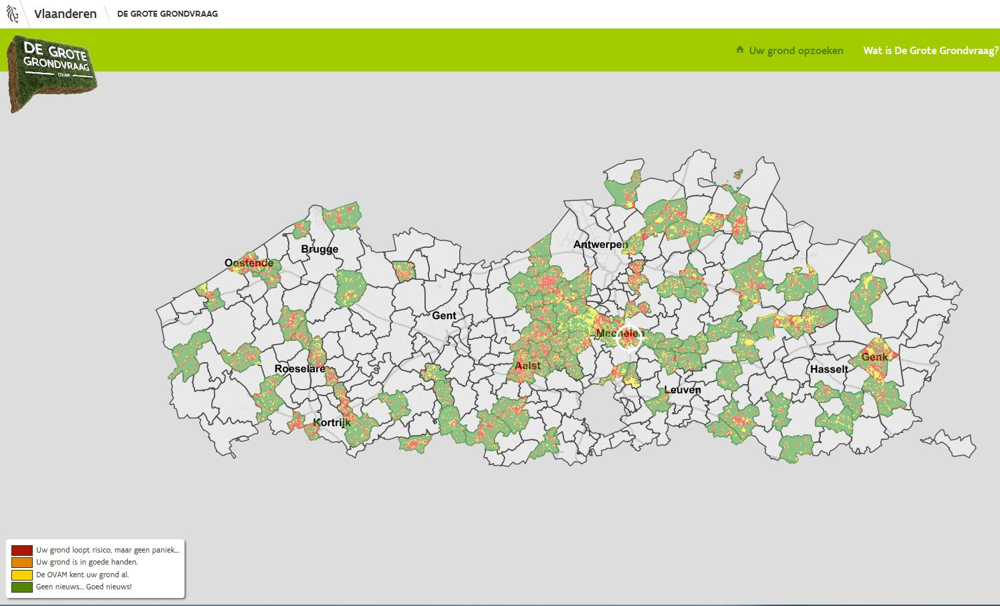 Vlaanderen
DE GROTE GRONDVRAAG
DE GROTE
GRONDVRAAG
OVAM
Uw grond opzoeken
Wat is De Grote Grondvraag?
Antwerpen
Brugge
Oostende
Gent
Mechelen
Aalst
Roeselare
Genk
Hasselt
Leuven
Kortrijk
Uw grond loopt risico, maar geen paniek...
Uw grond is in goede handen.
De OVAM kent uw grond al.
Geen nieuws... Goed nieuws!